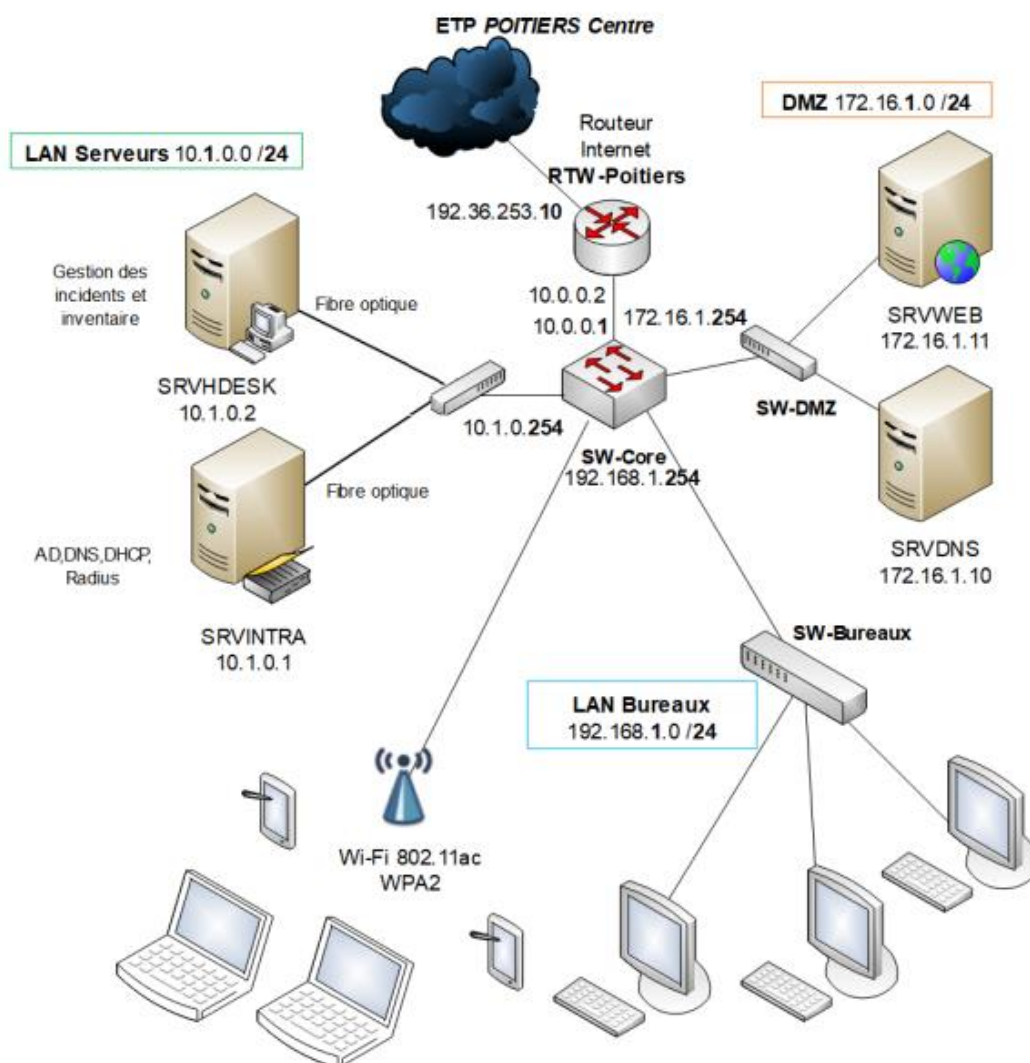 ETP POITIERS Centre
DMZ 172.16.1.0 /24
Routeur
Internet
RTW-Poitiers
LAN Serveurs 10.1.0.0 /24
192.36.253.10
Gestion des
incidents et
inventaire
Fibre optique
10.0.0.2
10.0.0.1
172.16.1.254
SRVWEB
172.16.1.11
SRVHDESK
10.1.0.2
10.1.0.254
SW-DMZ
SW-Core
192.168.1.254
Fibre optique
AD,DNS,DHCP,
Radius
SRVDNS
172.16.1.10
SRVINTRA
10.1.0.1
SW-Bureaux
LAN Bureaux
192.168.1.0 /24
Wi-Fi 802.11ac
WPA2